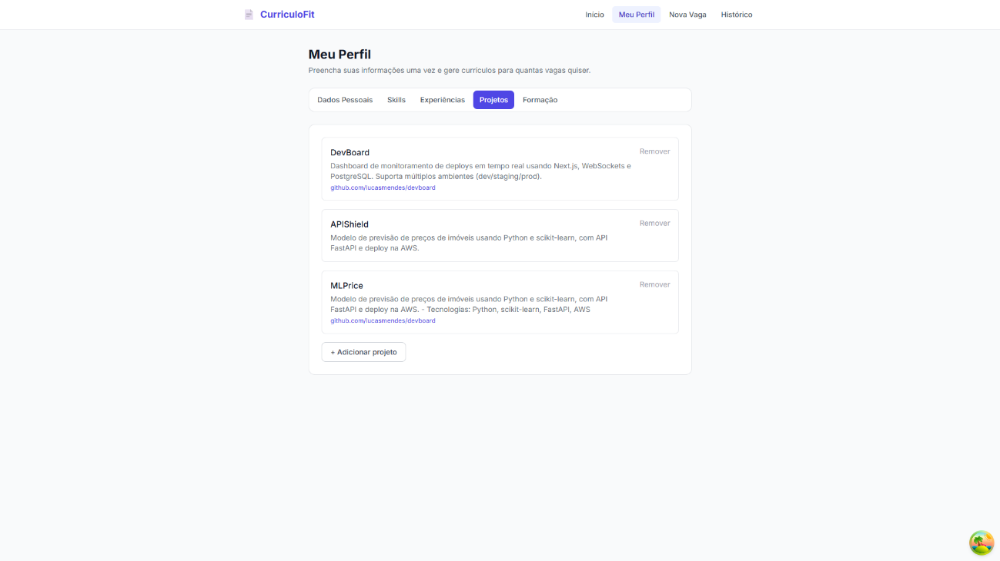 CurriculoFit
Início Meu Perfil Nova Vaga Histórico
Meu Perfil
Preencha suas informações uma vez e gere currículos para quantas vagas quiser.
Dados Pessoais Skills Experiências Projetos Formação
DevBoard Remover
Dashboard de monitoramento de deploys em tempo real usando Next.js, WebSockets e
PostgreSQL. Suporta múltiplos ambientes (dev/staging/prod).
github.com/lucasmendes/devboard
APIShield Remover
Modelo de previsão de preços de imóveis usando Python e scikit-learn, com API
FastAPI e deploy na AWS.
MLPrice Remover
Modelo de previsão de preços de imóveis usando Python e scikit-learn, com API
FastAPI e deploy na AWS. - Tecnologias: Python, scikit-learn, FastAPI, AWS
github.com/lucasmendes/devboard
+ Adicionar projeto